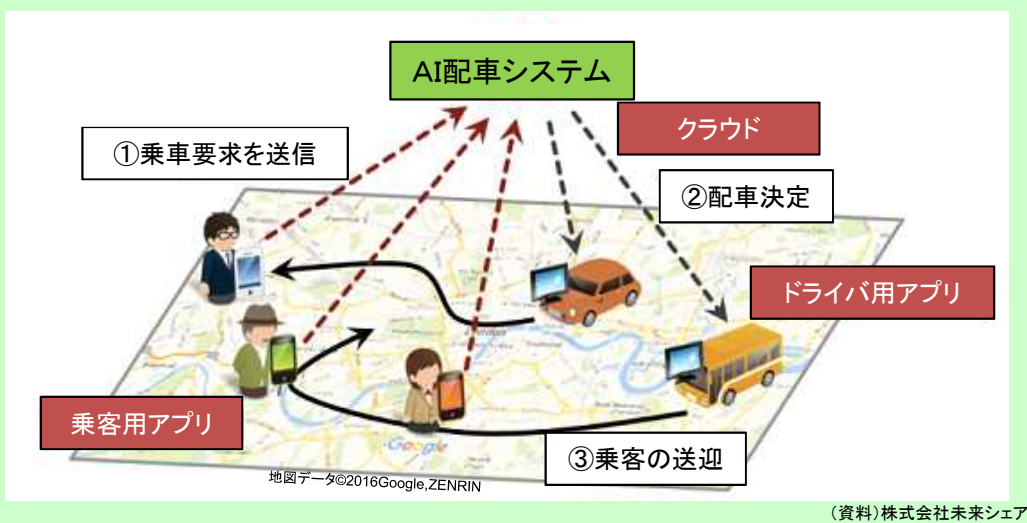 AI配車システム
クラウド
①乗車要求を送信
②配車決定
ドライバ用アプリ
乗客用アプリ
Google
③乗客の送迎
地図データ©2016Google,ZENRIN
(資料)株式会社未来シェア